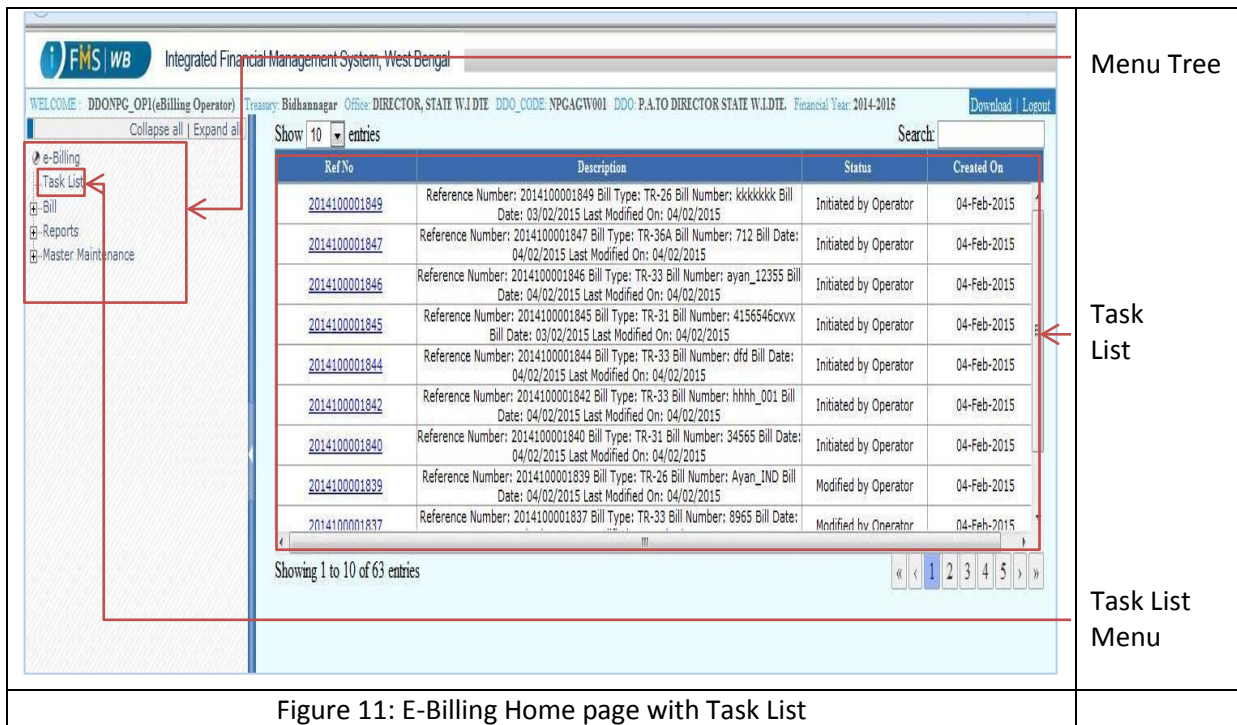 i FMS WB Integrated Financial Management System, West Bengal
WELCOME : DDONPG_OP1(eBilling Operator) Treasury: Bidhannagar Office: DIRECTOR, STATE W.I DTE DDO_CODE: NPGAGW001 DDO: P.A.TO DIRECTOR STATE W.I.DTE. Financial Year: 2014-2015 Download | Logout
Collapse all | Expand all
e-Billing
Task List
Bill
Reports
Master Maintenance
Show 10 entries Search:
Ref No Description Status Created On
2014100001849 Reference Number: 2014100001849 Bill Type: TR-26 Bill Number: kkkkkkk Bill
Date: 03/02/2015 Last Modified On: 04/02/2015 Initiated by Operator 04-Feb-2015
2014100001847 Reference Number: 2014100001847 Bill Type: TR-36A Bill Number: 712 Bill Date:
04/02/2015 Last Modified On: 04/02/2015 Initiated by Operator 04-Feb-2015
2014100001846 Reference Number: 2014100001846 Bill Type: TR-33 Bill Number: ayan_12355 Bill
Date: 04/02/2015 Last Modified On: 04/02/2015 Initiated by Operator 04-Feb-2015
2014100001845 Reference Number: 2014100001845 Bill Type: TR-31 Bill Number: 4156546cxvx
Bill Date: 03/02/2015 Last Modified On: 04/02/2015 Initiated by Operator 04-Feb-2015
2014100001844 Reference Number: 2014100001844 Bill Type: TR-33 Bill Number: dfd Bill Date:
04/02/2015 Last Modified On: 04/02/2015 Initiated by Operator 04-Feb-2015
2014100001842 Reference Number: 2014100001842 Bill Type: TR-33 Bill Number: hhhh_001 Bill
Date: 04/02/2015 Last Modified On: 04/02/2015 Initiated by Operator 04-Feb-2015
2014100001840 Reference Number: 2014100001840 Bill Type: TR-31 Bill Number: 34565 Bill Date:
04/02/2015 Last Modified On: 04/02/2015 Initiated by Operator 04-Feb-2015
2014100001839 Reference Number: 2014100001839 Bill Type: TR-26 Bill Number: Ayan_IND Bill
Date: 04/02/2015 Last Modified On: 04/02/2015 Modified by Operator 04-Feb-2015
2014100001837 Reference Number: 2014100001837 Bill Type: TR-33 Bill Number: 8965 Bill Date:
Modified by Operator 04-Feb-2015
Showing 1 to 10 of 63 entries « ‹ 1 2 3 4 5 › »
Menu Tree
Task
List
Task List
Menu
Figure 11: E-Billing Home page with Task List